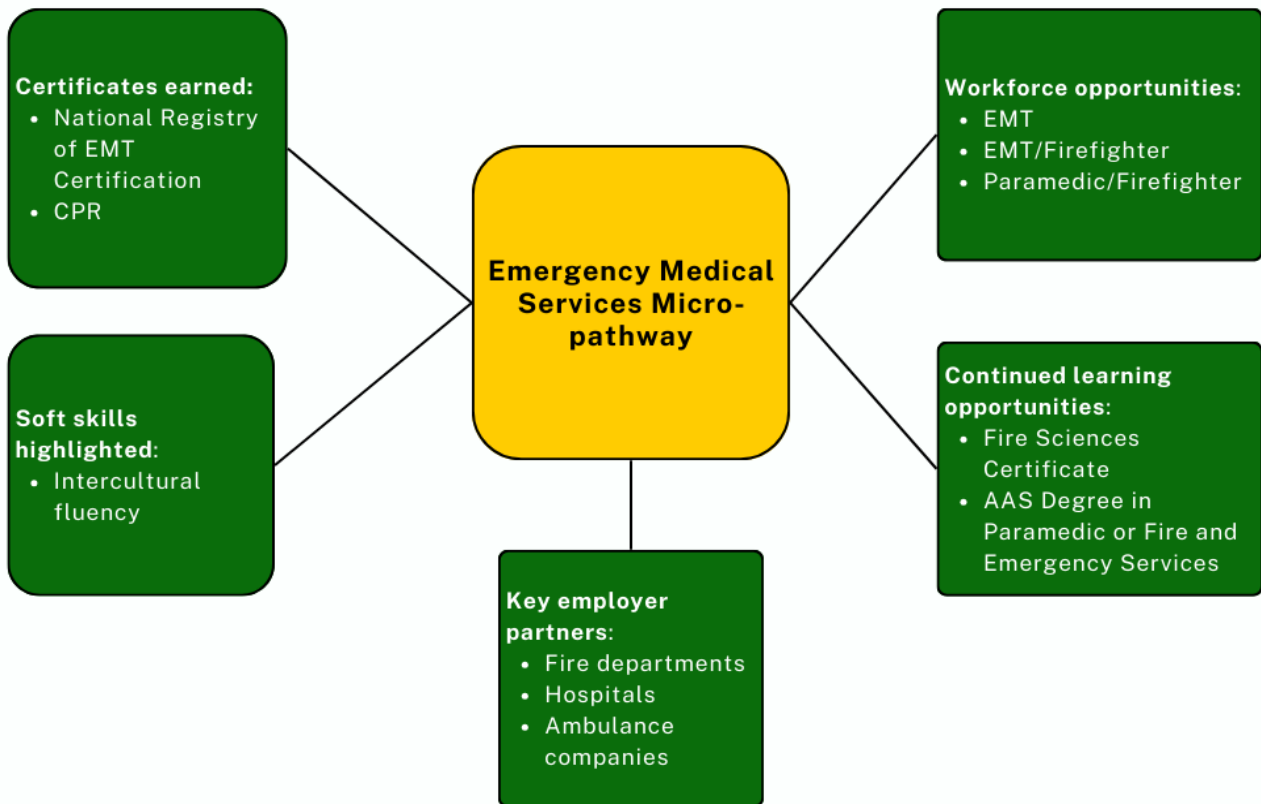 Certificates earned:
• National Registry
of EMT
Certification
• CPR
Soft skills
highlighted:
• Intercultural
fluency
Emergency Medical
Services Micro-
pathway
Key employer
partners:
• Fire departments
• Hospitals
• Ambulance
companies
Workforce opportunities:
• EMT
• EMT/Firefighter
• Paramedic/Firefighter
Continued learning
opportunities:
• Fire Sciences
Certificate
• AAS Degree in
Paramedic or Fire and
Emergency Services